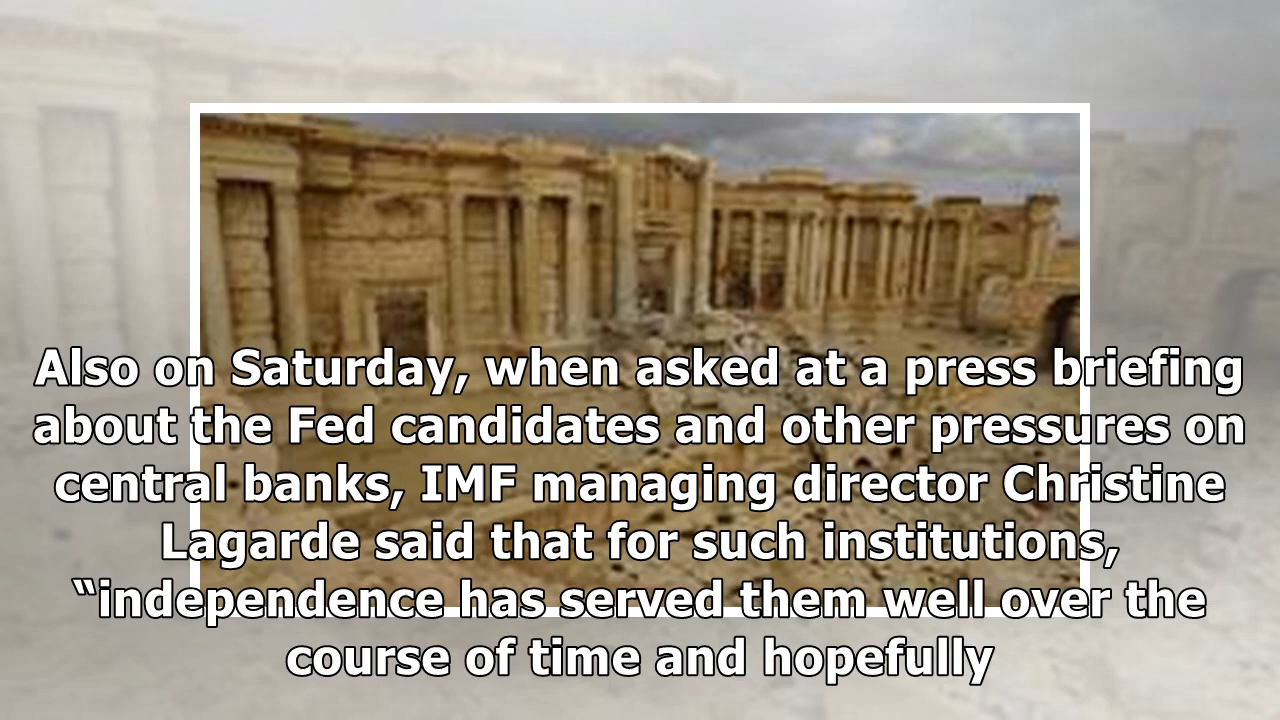 Also on Saturday, when asked at a press briefing
about the Fed candidates and other pressures on
central banks, IMF managing director Christine
Lagarde said that for such institutions,
“independence has served them well over the
course of time and hopefully